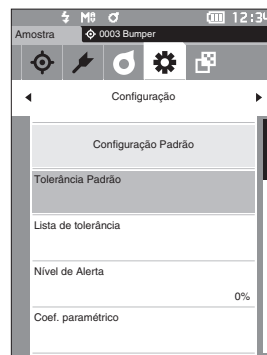 12:34
Amostra 0003 Bumper
Configuração
Configuração Padrão
Tolerância Padrão
Lista de tolerância
Nível de Alerta
0%
Coef. paramétrico